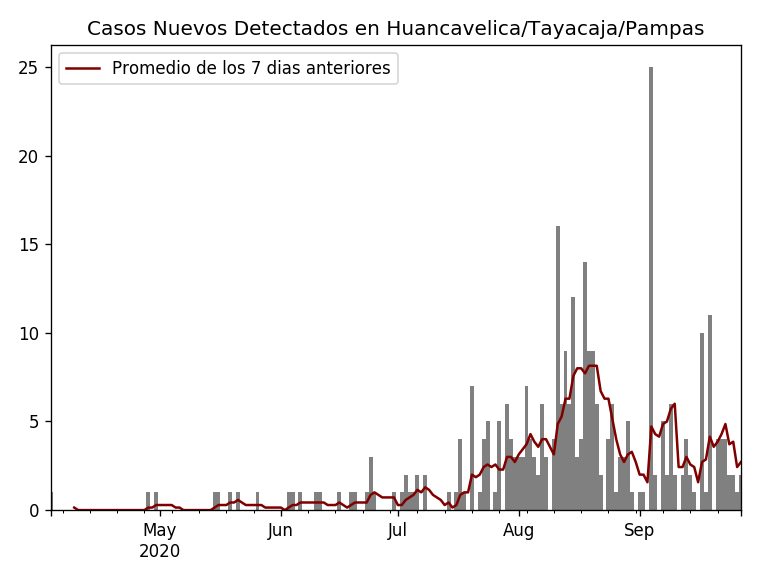 Casos Nuevos Detectados en Huancavelica/Tayacaja/Pampas
Promedio de los 7 dias anteriores
25
20
15
10
5
0
May Jun Jul Aug Sep
2020